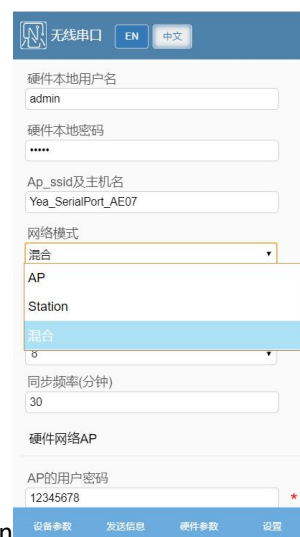 无线串口 EN 中文
硬件本地用户名
admin
硬件本地密码
•••••
Ap_ssid及主机名
Yea_SerialPort_AE07
网络模式
混合
AP
Station
混合
8
同步频率(分钟)
30
硬件网络AP
AP的用户密码
12345678 *
n
设备参数 发送信息 硬件参数 设置